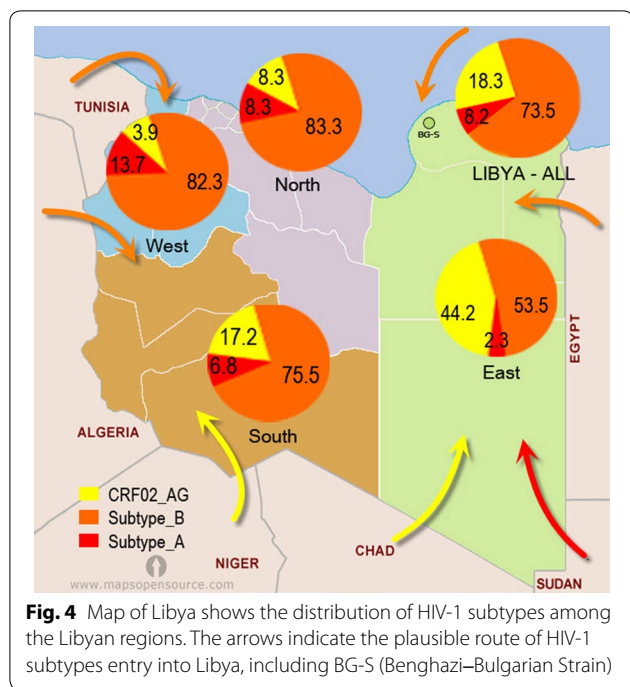 TUNISIA
8.3
8.3
83.3
North
18.3
8.2
73.5
LIBYA - ALL
BG-S
3.9
13.7
82.3
West
44.2
53.5
2.3
East
EGYPT
17.2
6.8
75.5
South
ALGERIA
CRF02_AG
Subtype_B
Subtype_A
NIGER
CHAD
SUDAN
www.mapsopensource.com
Fig. 4 Map of Libya shows the distribution of HIV-1 subtypes among
the Libyan regions. The arrows indicate the plausible route of HIV-1
subtypes entry into Libya, including BG-S (Benghazi–Bulgarian Strain)